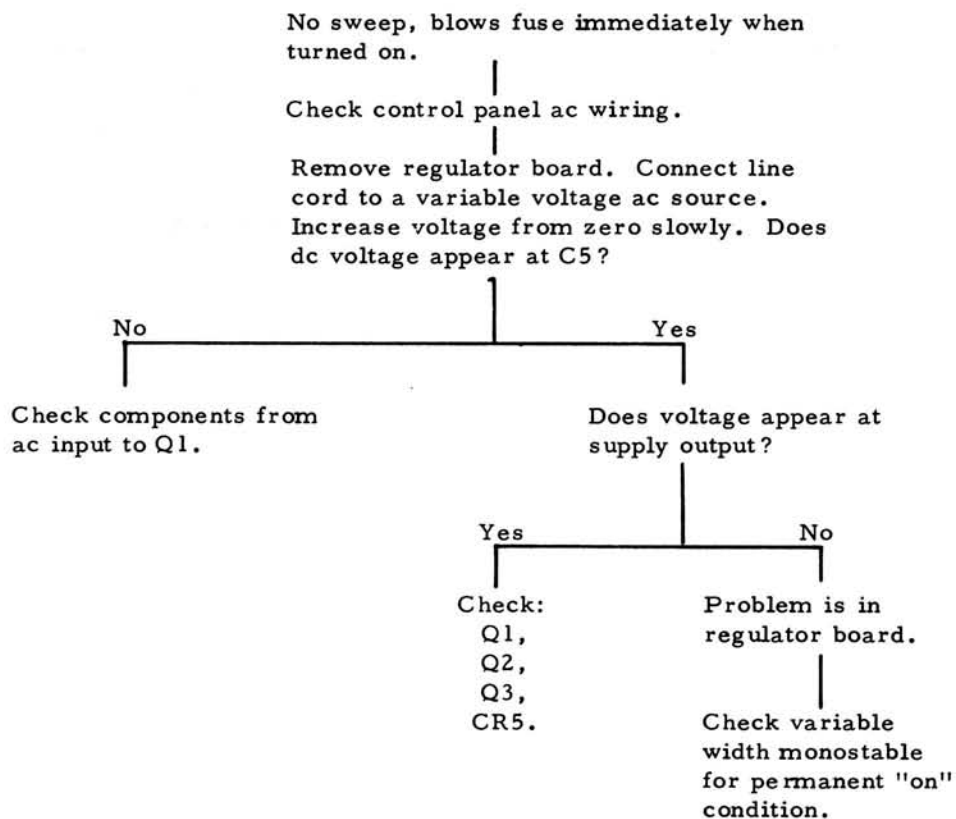 No sweep, blows fuse immediately when
turned on.
Check control panel ac wiring.
Remove regulator board. Connect line
cord to a variable voltage ac source.
Increase voltage from zero slowly. Does
dc voltage appear at C5?
No
Yes
Check components from
ac input to Q1.
Does voltage appear at
supply output?
Yes
No
Check:
Q1,
Q2,
Q3,
CR5.
Problem is in
regulator board.
Check variable
width monostable
for permanent "on"
condition.